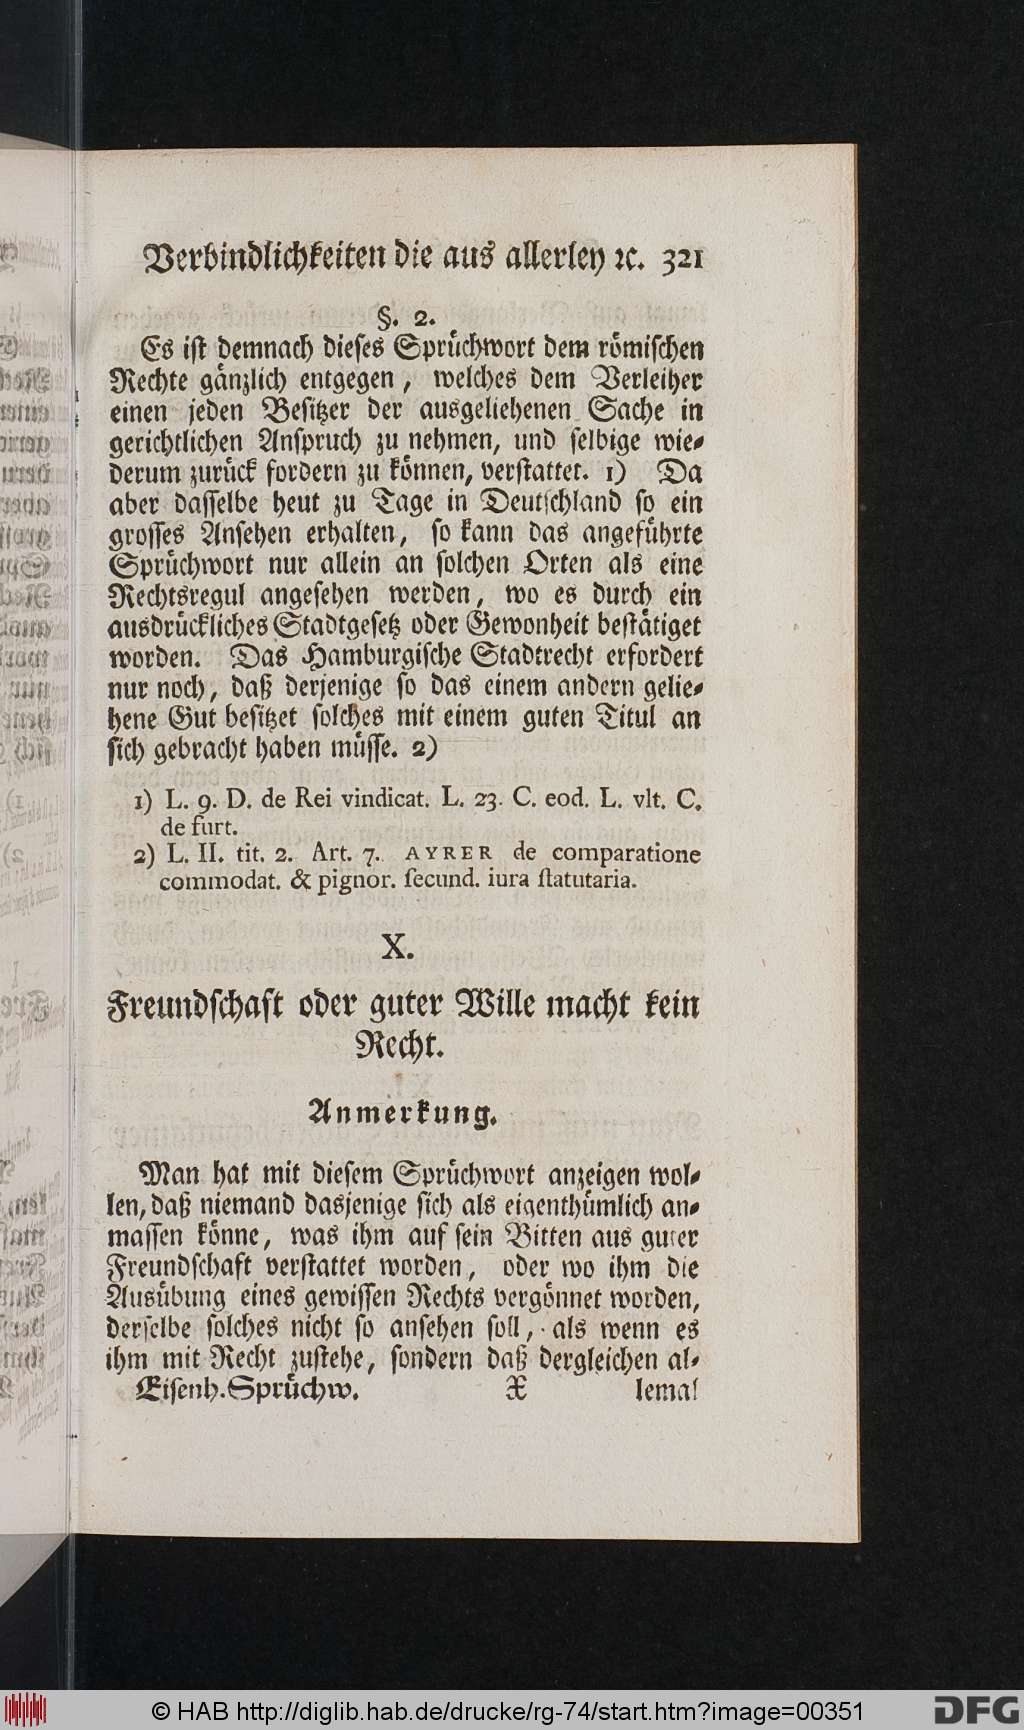 Verbindlichkeiten die aus allerley ꝛc. 321
§. 2.
Es ist demnach dieses Sprüchwort dem römischen
Rechte gänzlich entgegen, welches dem Verleiher
einen jeden Besitzer der ausgeliehenen Sache in
gerichtlichen Anspruch zu nehmen, und selbige wie-
derum zurück fordern zu können, verstattet. 1) Da
aber dasselbe heut zu Tage in Deutschland so ein
grosses Ansehen erhalten, so kann das angeführte
Sprüchwort nur allein an solchen Orten als eine
Rechtsregul angesehen werden, wo es durch ein
ausdrückliches Stadtgesetz oder Gewonheit bestätiget
worden. Das Hamburgische Stadtrecht erfordert
nur noch, daß derjenige so das einem andern gelie-
hene Gut besitzet solches mit einem guten Titul an
sich gebracht haben müsse. 2)
1) L. 9. D. de Rei vindicat. L. 23. C. eod. L. vlt. C.
de furt.
2) L. II. tit. 2. Art. 7. AYRER de comparatione
commodat. & pignor. secund. iura statutaria.
X.
Freundschaft oder guter Wille macht kein
Recht.
Anmerkung.
Man hat mit diesem Sprüchwort anzeigen wol-
len, daß niemand dasjenige sich als eigenthümlich an-
massen könne, was ihm auf sein Bitten aus guter
Freundschaft verstattet worden, oder wo ihm die
Ausübung eines gewissen Rechts vergönnet worden,
derselbe solches nicht so ansehen soll, als wenn es
ihm mit Recht zustehe, sondern daß dergleichen al-
Eisenh. Sprüchw. X lemal
© HAB http://diglib.hab.de/drucke/rg-74/start.htm?image=00351 DFG